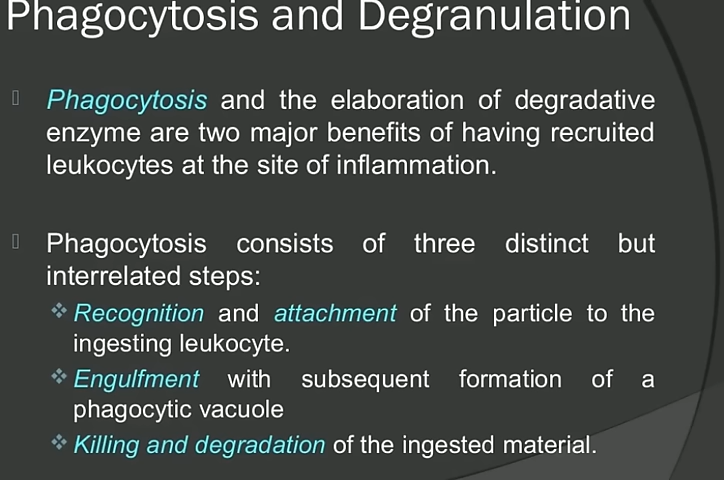 Phagocytosis and Degranulation
Phagocytosis and the elaboration of degradative
enzyme are two major benefits of having recruited
leukocytes at the site of inflammation.
Phagocytosis consists of three distinct but
interrelated steps:
Recognition and attachment of the particle to the
ingesting leukocyte.
Engulfment with subsequent formation of a
phagocytic vacuole
Killing and degradation of the ingested material.